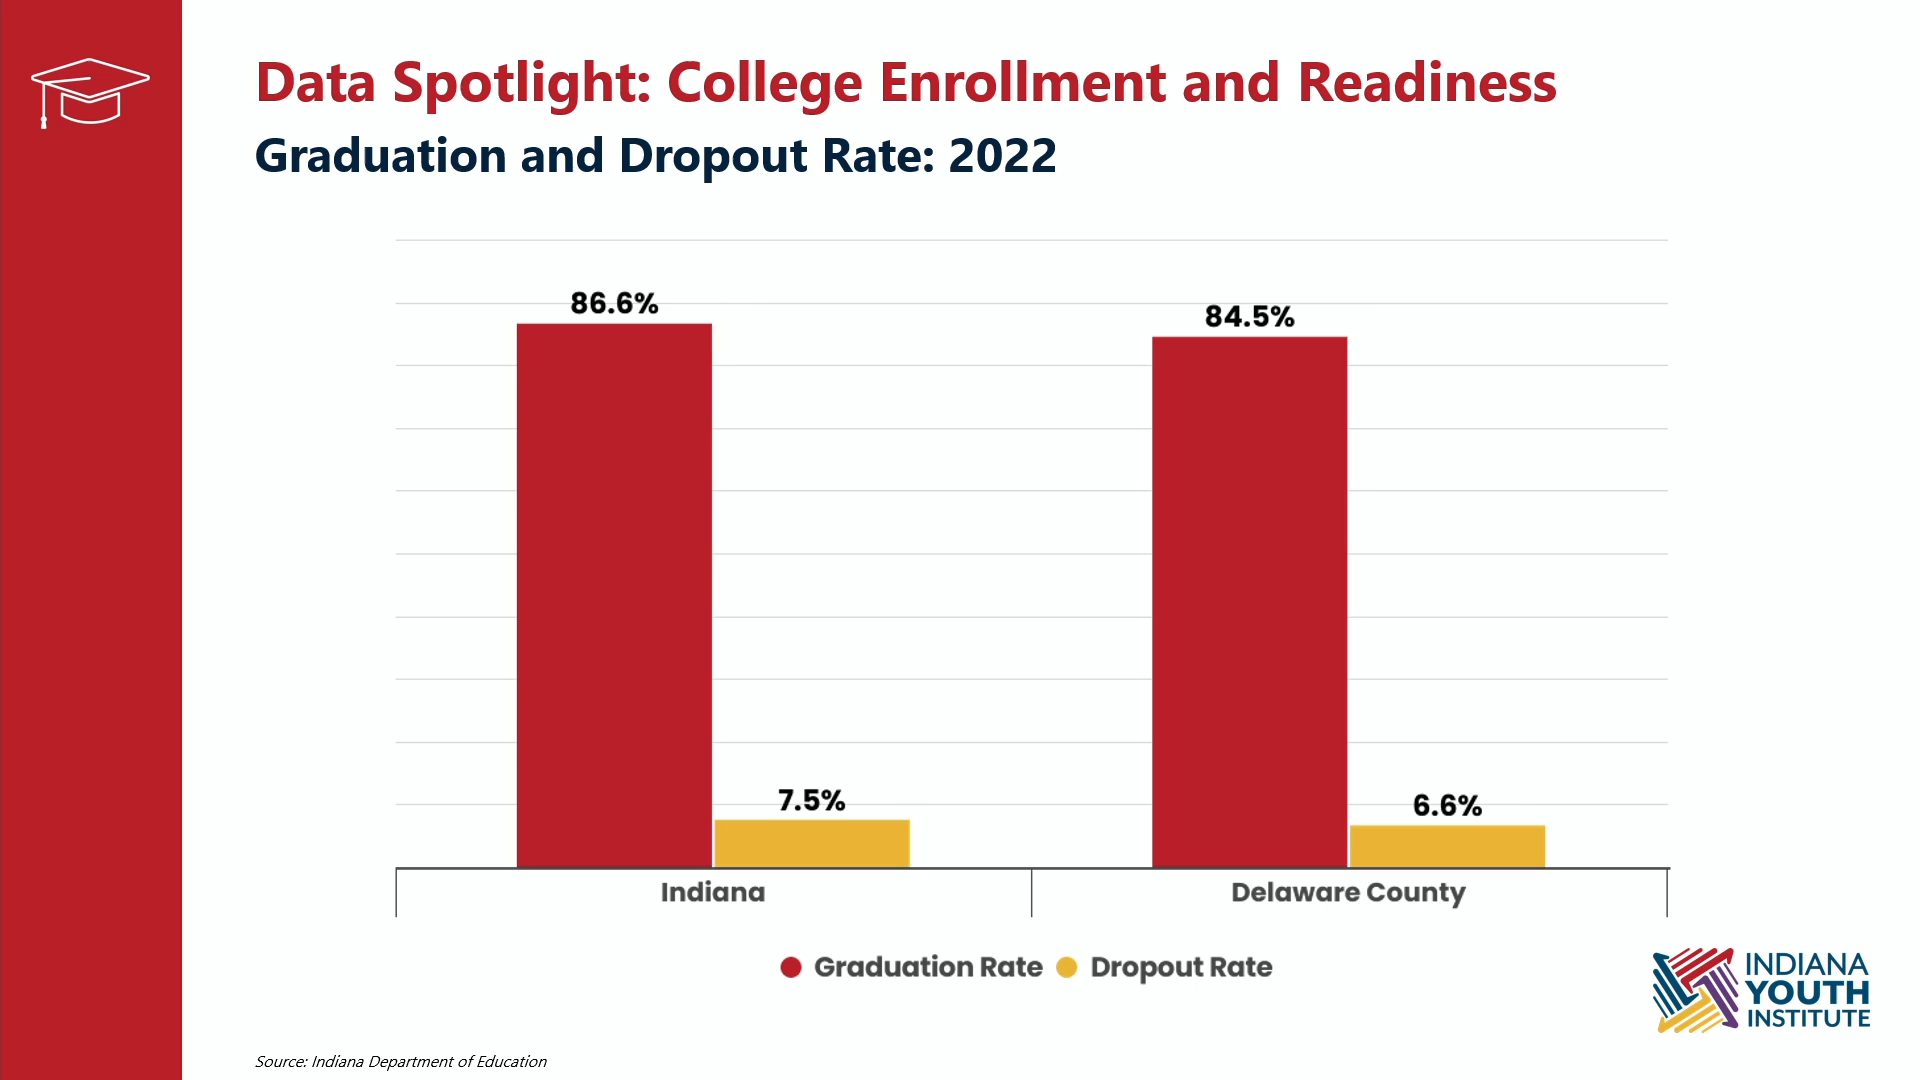 Data Spotlight: College Enrollment and Readiness
Graduation and Dropout Rate: 2022
86.6%
84.5%
7.5%
6.6%
Indiana
Delaware County
Graduation Rate
Dropout Rate
INDIANA
YOUTH
INSTITUTE
Source: Indiana Department of Education